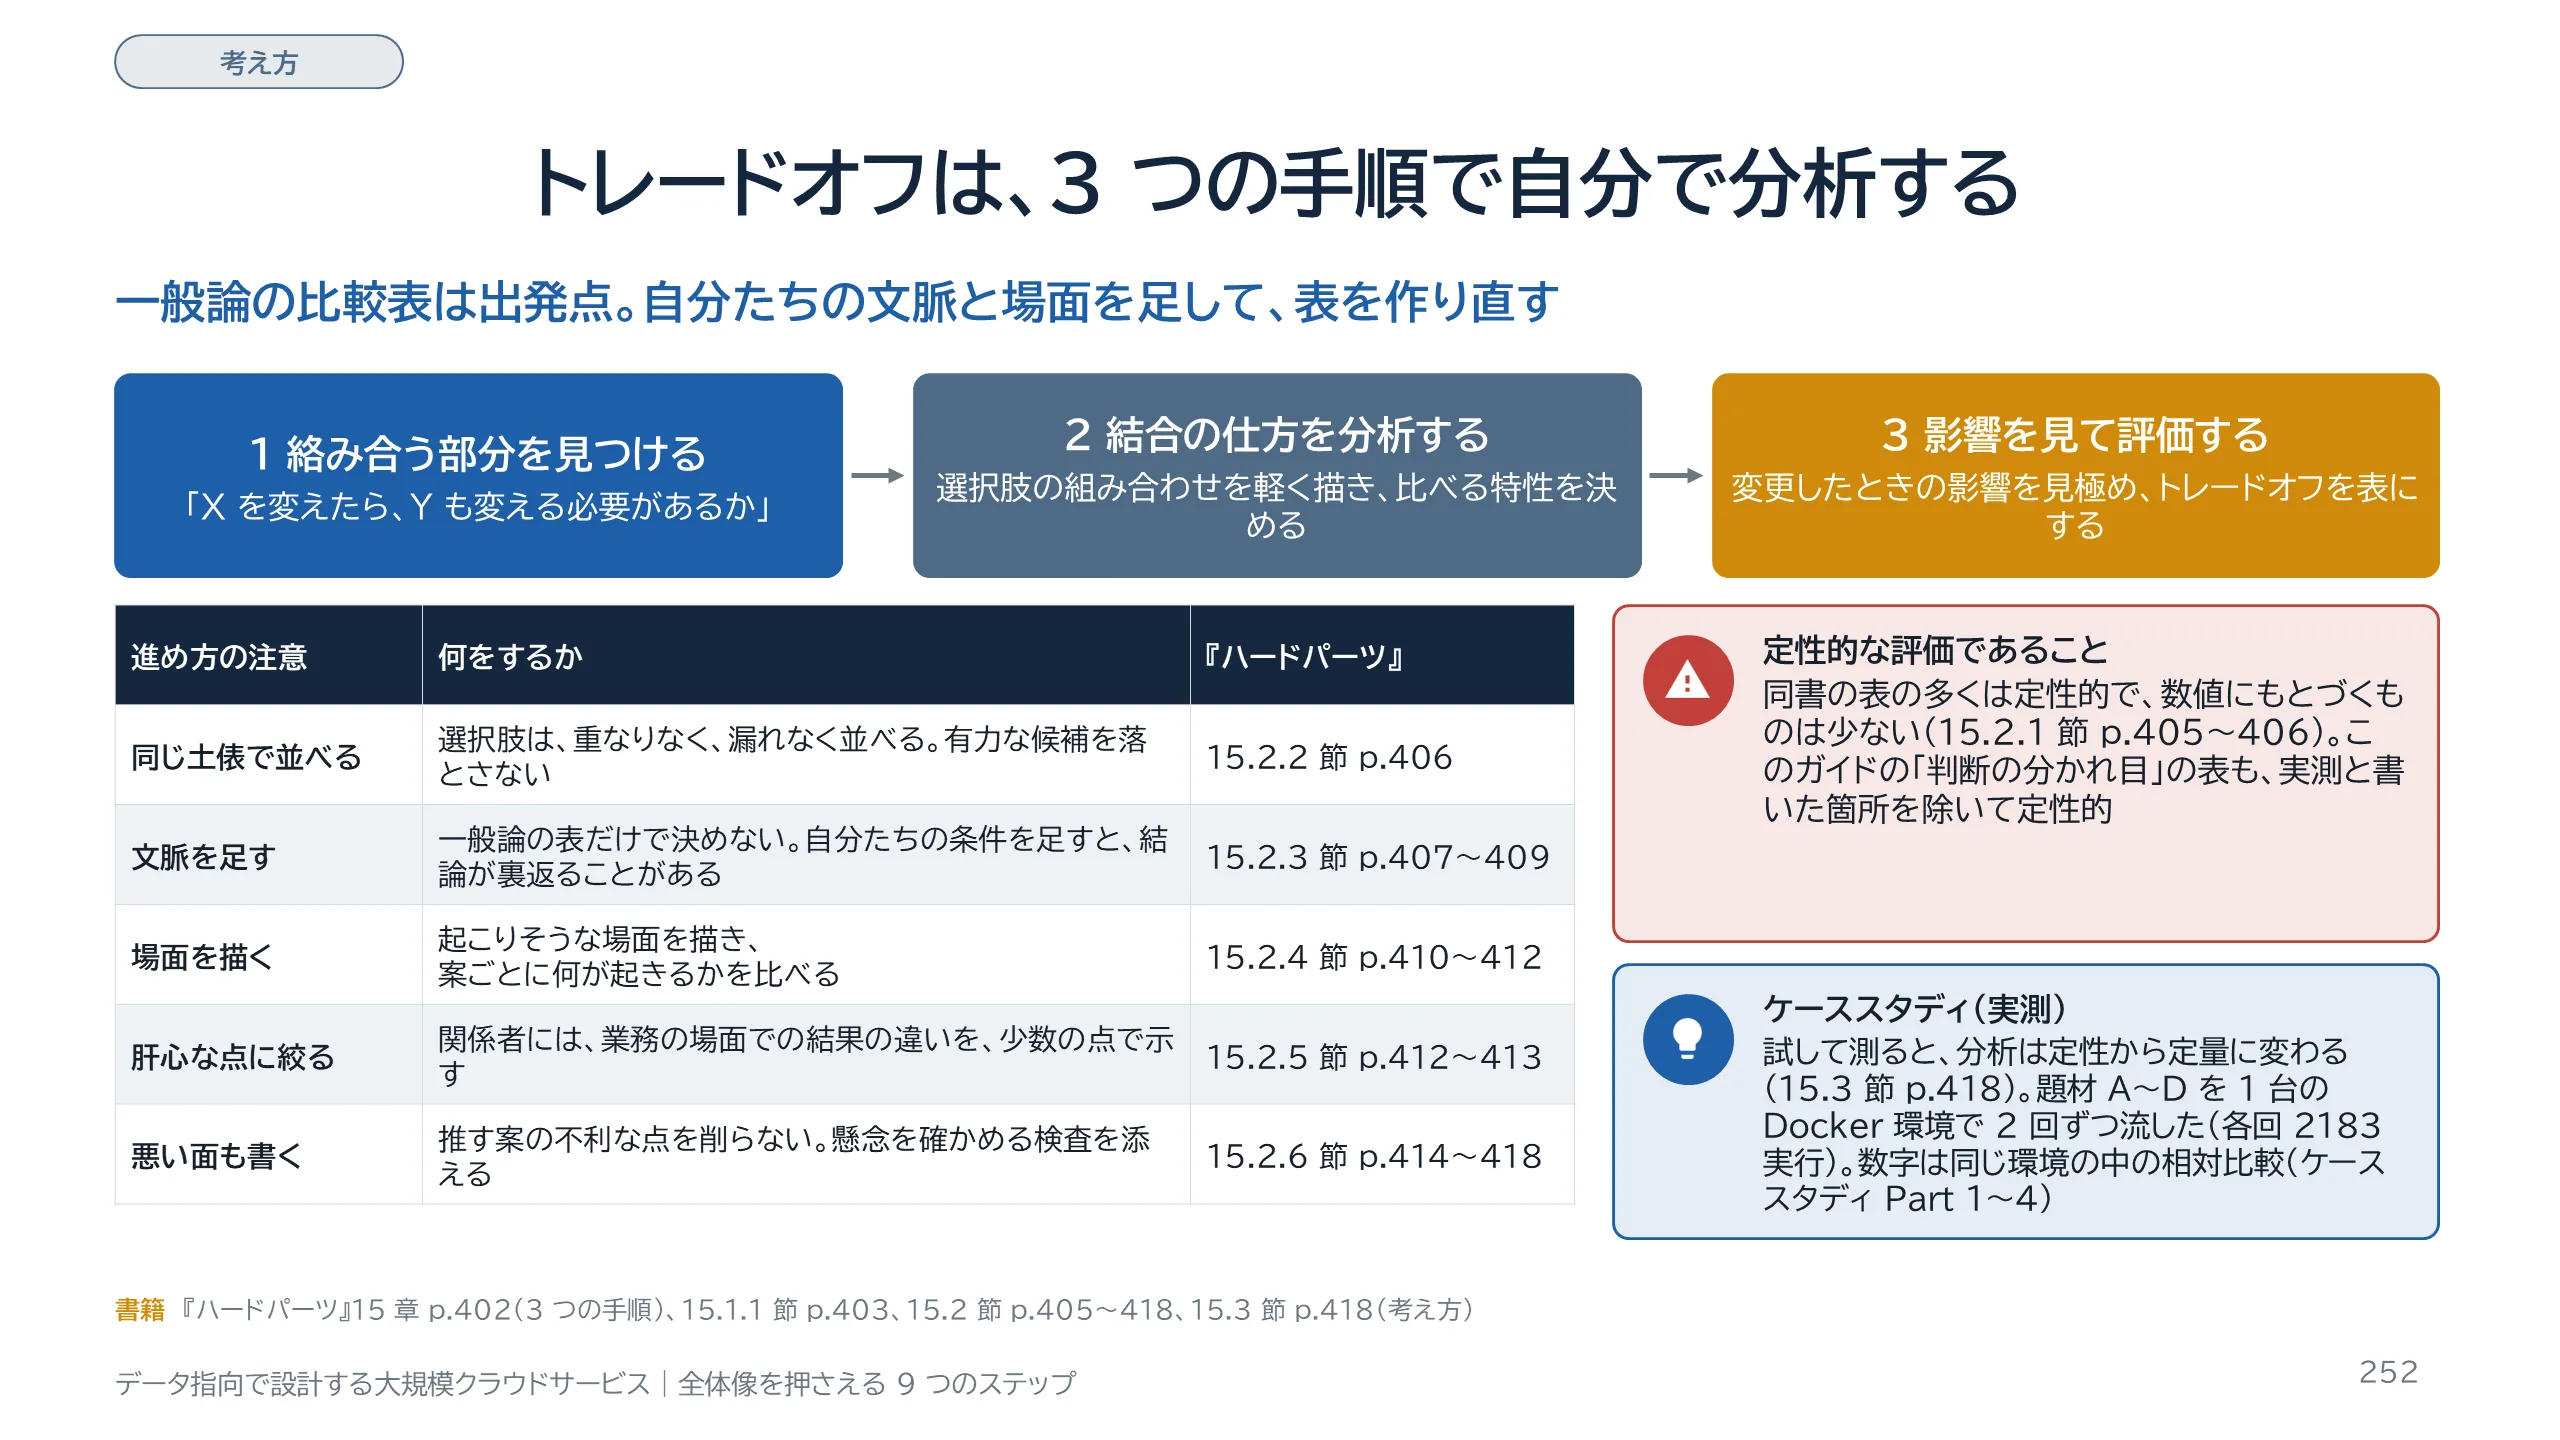 考え方
トレードオフは、3 つの手順で自分で分析する
一般論の比較表は出発点。自分たちの文脈と場面を足して、表を作り直す
1 絡み合う部分を見つける
「X を変えたら、Y も変える必要があるか」
2 結合の仕方を分析する
選択肢の組み合わせを軽く描き、比べる特性を決
める
3 影響を見て評価する
変更したときの影響を見極め、トレードオフを表に
する
進め方の注意
何をするか
『ハードパーツ』
同じ土俵で並べる
選択肢は、重なりなく、漏れなく並べる。有力な候補を落
とさない
15.2.2 節 p.406
文脈を足す
一般論の表だけで決めない。自分たちの条件を足すと、結
論が裏返ることがある
15.2.3 節 p.407～409
場面を描く
起こりそうな場面を描き、
案ごとに何が起きるかを比べる
15.2.4 節 p.410～412
肝心な点に絞る
関係者には、業務の場面での結果の違いを、少数の点で示
す
15.2.5 節 p.412～413
悪い面も書く
推す案の不利な点を削らない。懸念を確かめる検査を添
える
15.2.6 節 p.414～418
定性的な評価であること
同書の表の多くは定性的で、数値にもとづくも
のは少ない（15.2.1 節 p.405～406）。こ
のガイドの「判断の分かれ目」の表も、実測と書
いた箇所を除いて定性的
ケーススタディ（実測）
試して測ると、分析は定性から定量に変わる
（15.3 節 p.418）。題材 A～D を 1 台の
Docker 環境で 2 回ずつ流した（各回 2183
実行）。数字は同じ環境の中の相対比較（ケース
スタディ Part 1～4）
書籍 『ハードパーツ』15 章 p.402（3 つの手順）、15.1.1 節 p.403、15.2 節 p.405～418、15.3 節 p.418（考え方）
データ指向で設計する大規模クラウドサービス｜全体像を押さえる 9 つのステップ
252